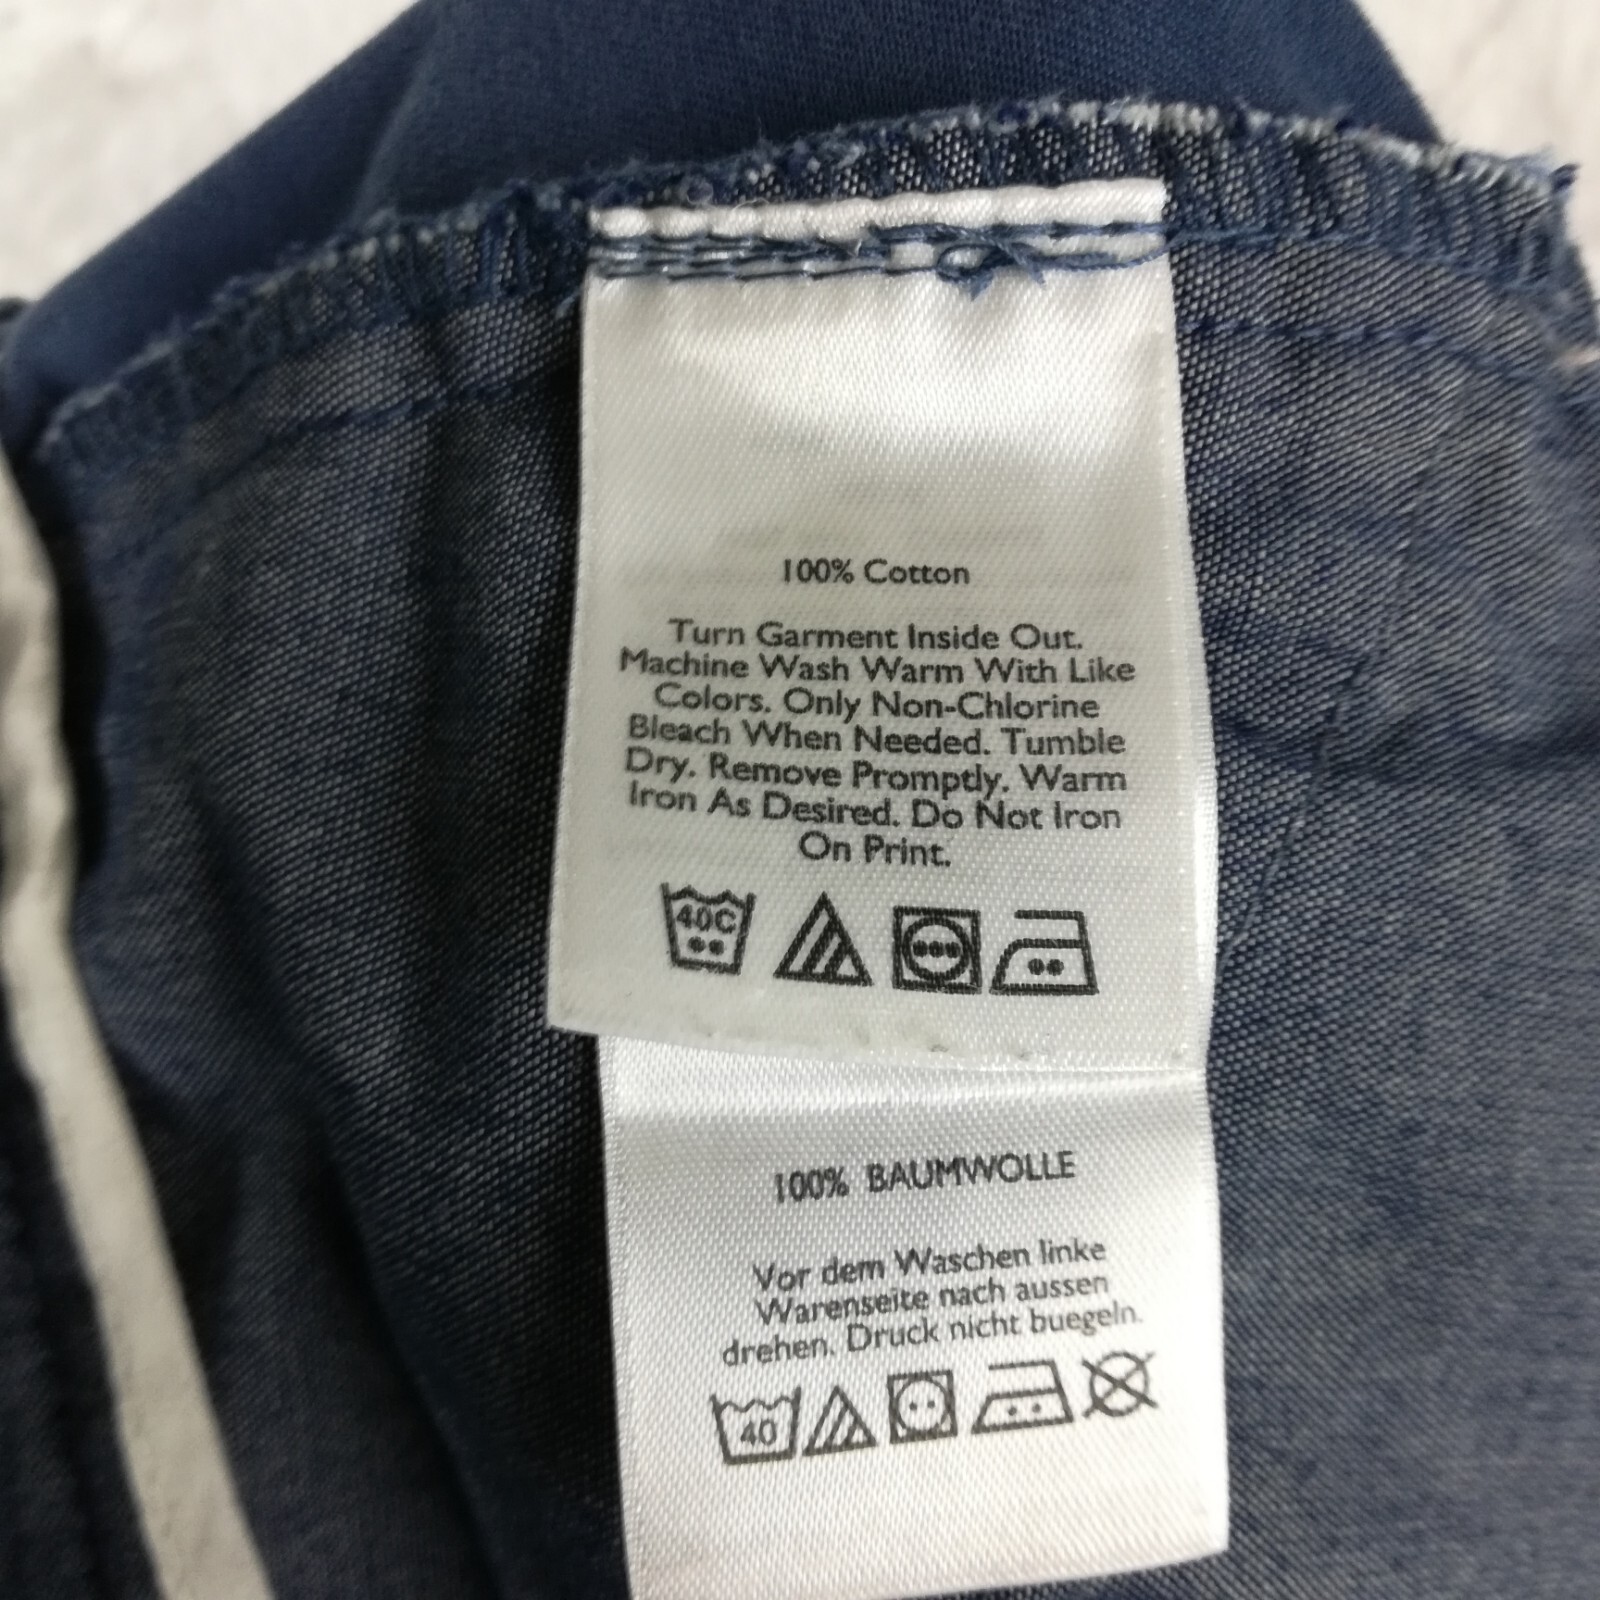 100% Cotton
Turn Garment Inside Out.
Machine Wash Warm With Like
Colors. Only Non-Chlorine
Bleach When Needed. Tumble
Dry. Remove Promptly. Warm
Iron As Desired. Do Not Iron
On Print.
40C
100% BAUMWOLLE
Vor dem Waschen linke
Warenseite nach aussen
drehen. Druck nicht buegeln.
40